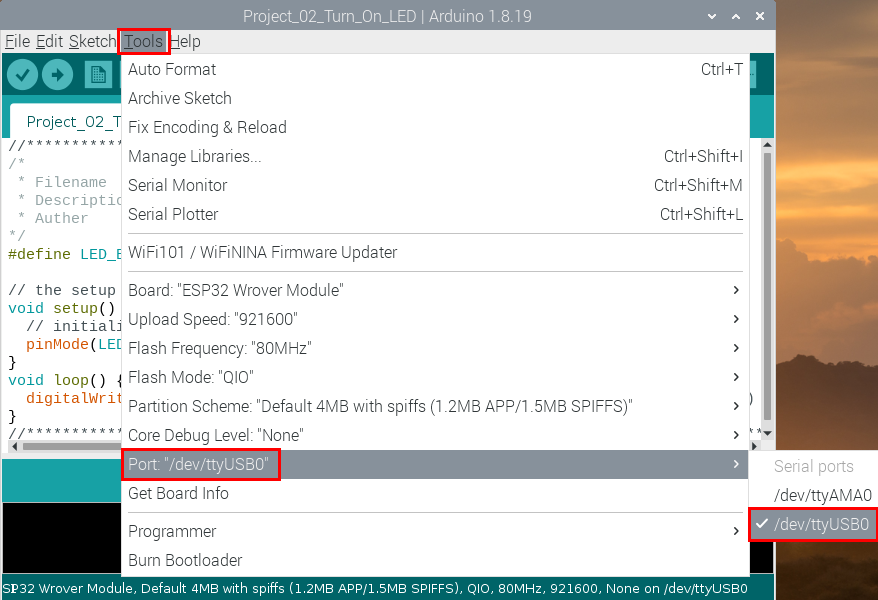 Project_02_Turn_On_LED | Arduino 1.8.19
File Edit Sketch Tools Help
Project_02_T
Auto Format Ctrl+T
Archive Sketch
Fix Encoding & Reload
Manage Libraries... Ctrl+Shift+I
Serial Monitor Ctrl+Shift+M
Serial Plotter Ctrl+Shift+L
WiFi101 / WiFiNINA Firmware Updater
Board: "ESP32 Wrover Module"
Upload Speed: "921600"
Flash Frequency: "80MHz"
Flash Mode: "QIO"
Partition Scheme: "Default 4MB with spiffs (1.2MB APP/1.5MB SPIFFS)"
Core Debug Level: "None"
Port: "/dev/ttyUSB0"
Get Board Info
Programmer
Burn Bootloader
Serial ports
/dev/ttyAMA0
/dev/ttyUSB0
//***********
/*
* Filename
* Descriptio
* Auther
*/
#define LED_B
// the setup
void setup()
// initiali
pinMode(LED
}
void loop() {
digitalWrit
}
//***********
SP32 Wrover Module, Default 4MB with spiffs (1.2MB APP/1.5MB SPIFFS), QIO, 80MHz, 921600, None on /dev/ttyUSB0